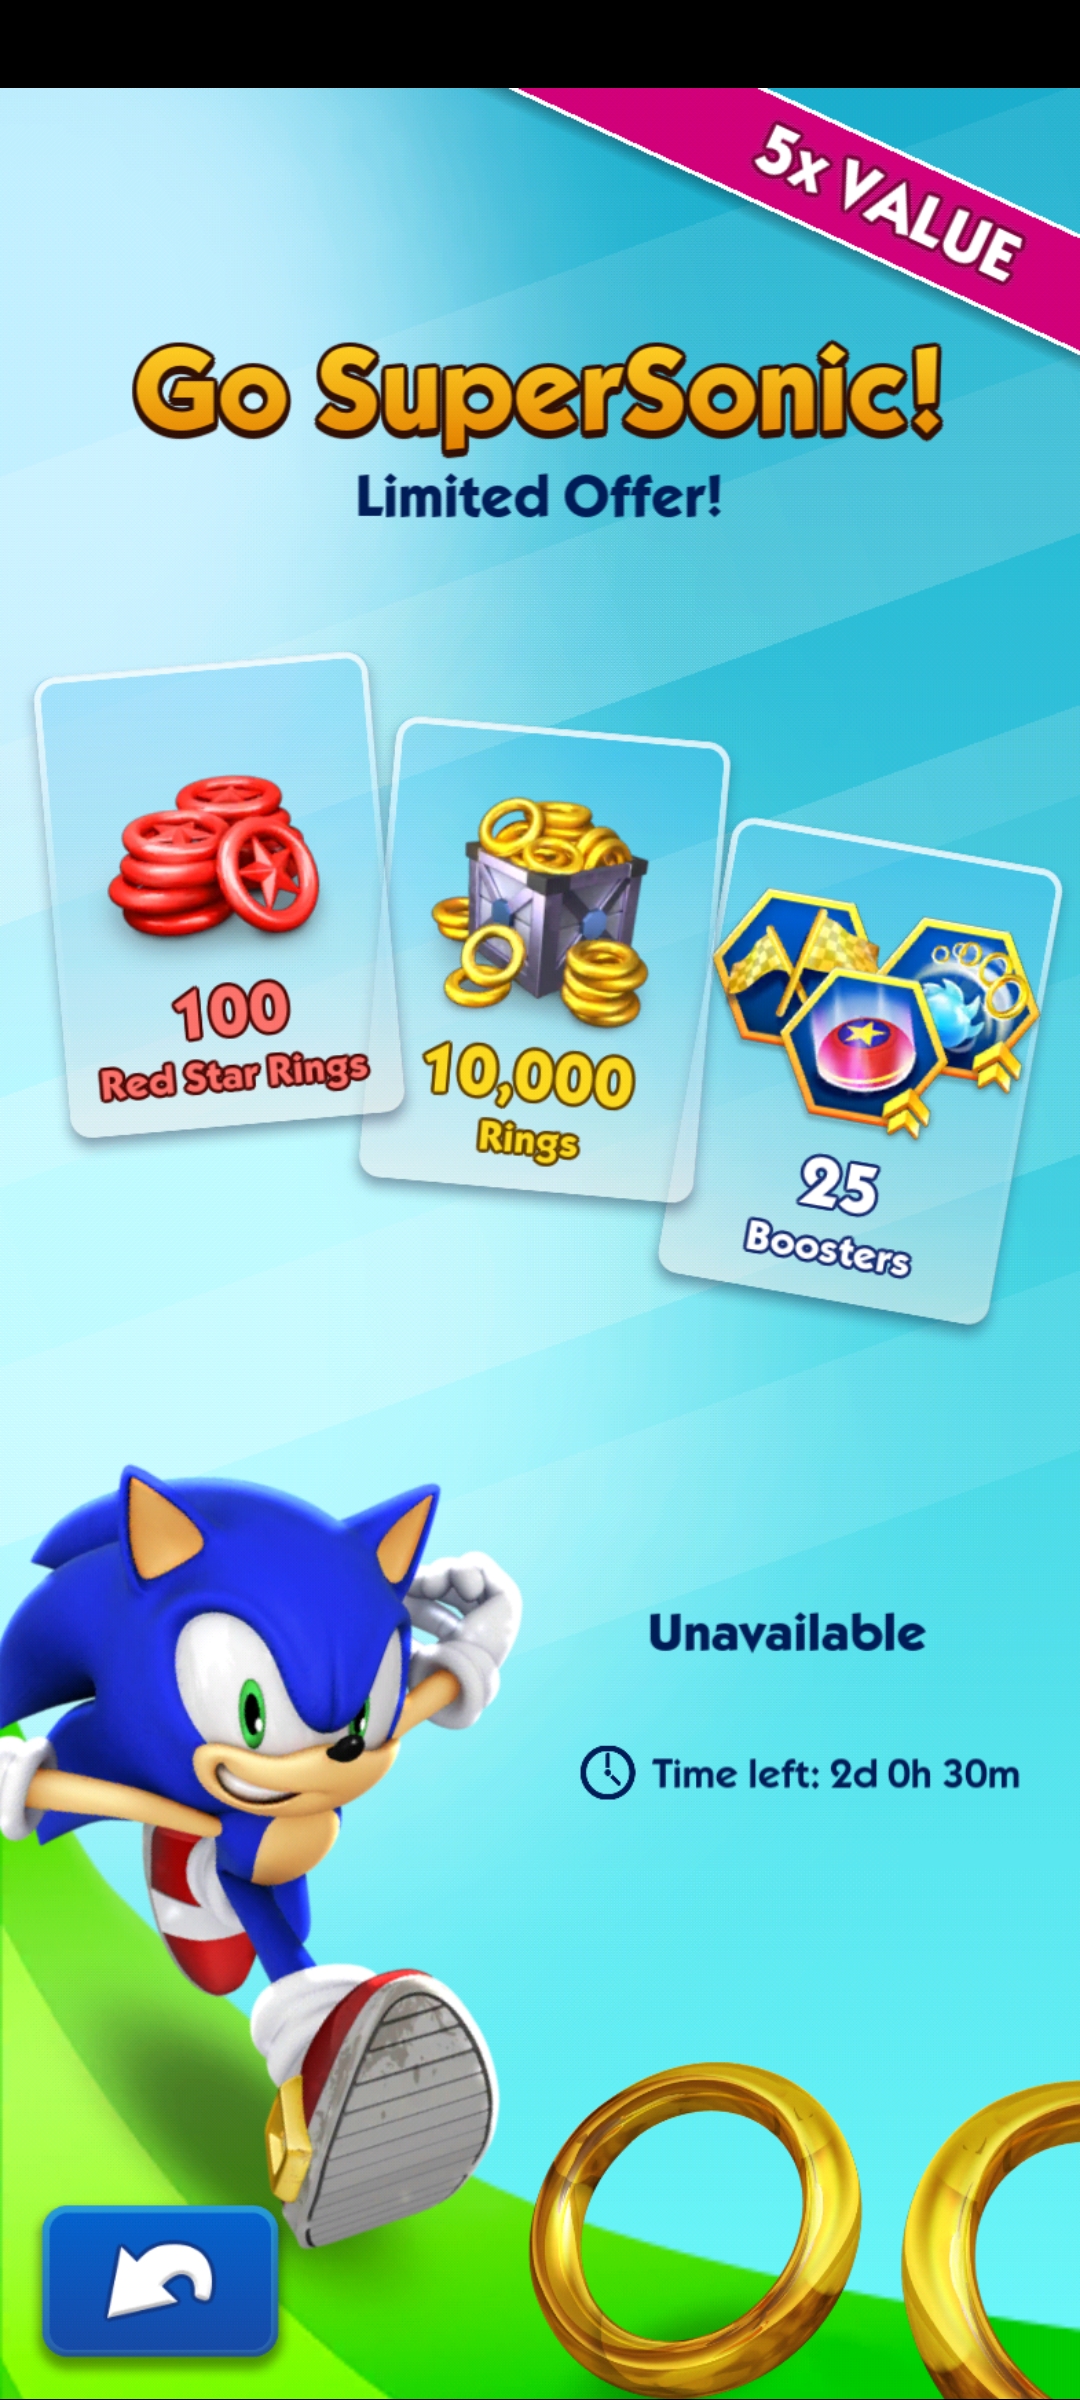 5x VALUE
Go SuperSonic!
Limited Offer!
100
Red Star Rings
10,000
Rings
25
Boosters
Unavailable
Time left: 2d 0h 30m